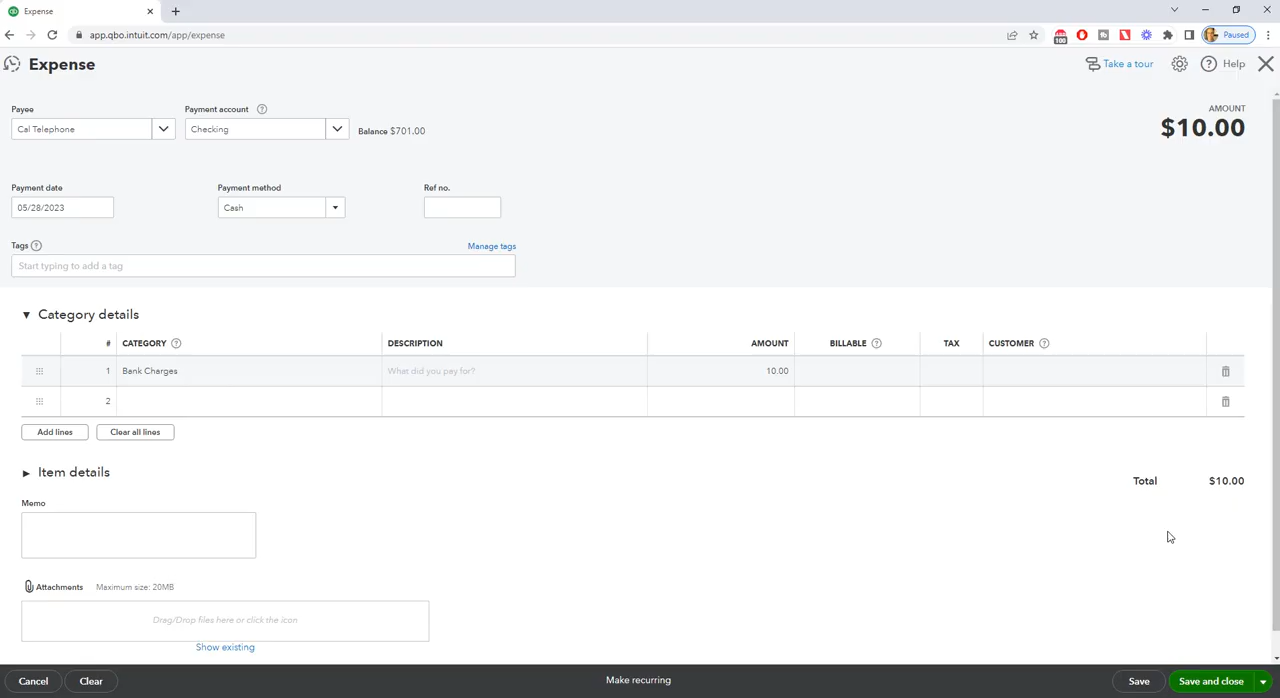 Expense
app.qbo.intuit.com/app/expense
100
Paused
Expense
Take a tour
Help
Payee
Payment account
AMOUNT
Cal Telephone
Checking
Balance $701.00
$10.00
Payment date
Payment method
Ref no.
05/28/2023
Cash
Tags
Manage tags
Start typing to add a tag
Category details
# CATEGORY DESCRIPTION AMOUNT BILLABLE TAX CUSTOMER
1 Bank Charges What did you pay for? 10.00
2
Add lines
Clear all lines
Item details
Total $10.00
Memo
Attachments Maximum size: 20MB
Drag/Drop files here or click the icon
Show existing
Cancel
Clear
Make recurring
Save
Save and close